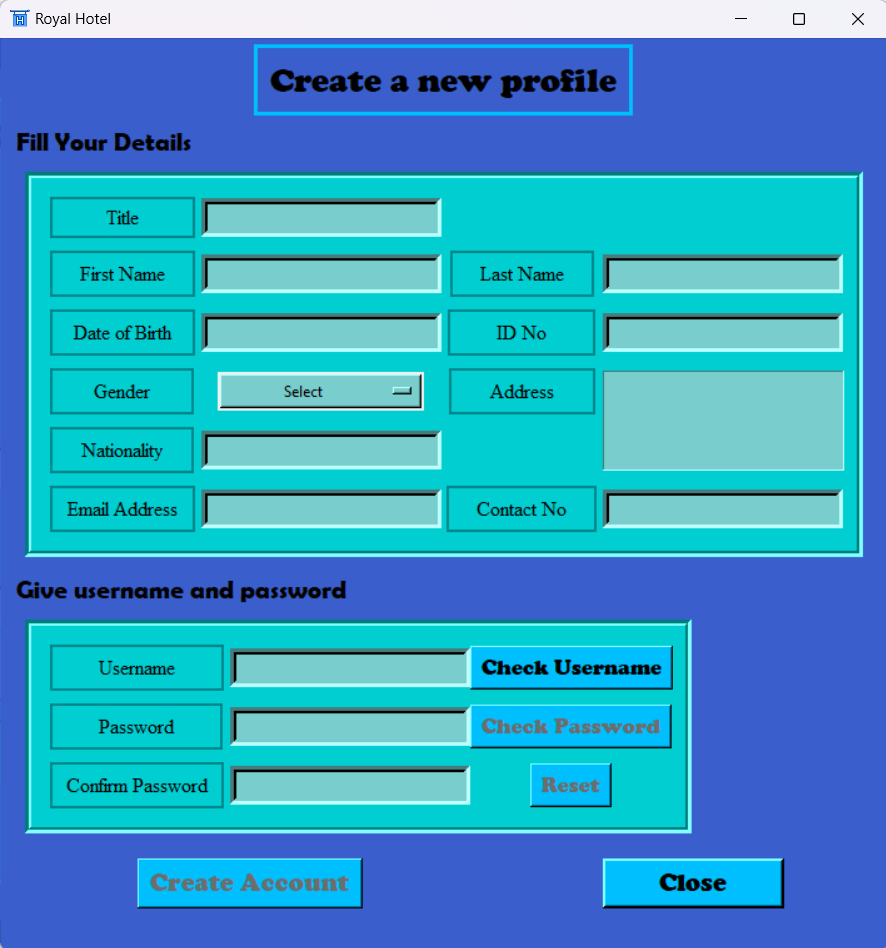 Royal Hotel
Create a new profile
Fill Your Details
Title
First Name
Last Name
Date of Birth
ID No
Gender
Select
Address
Nationality
Email Address
Contact No
Give username and password
Username
Check Username
Password
Check Password
Confirm Password
Reset
Create Account
Close